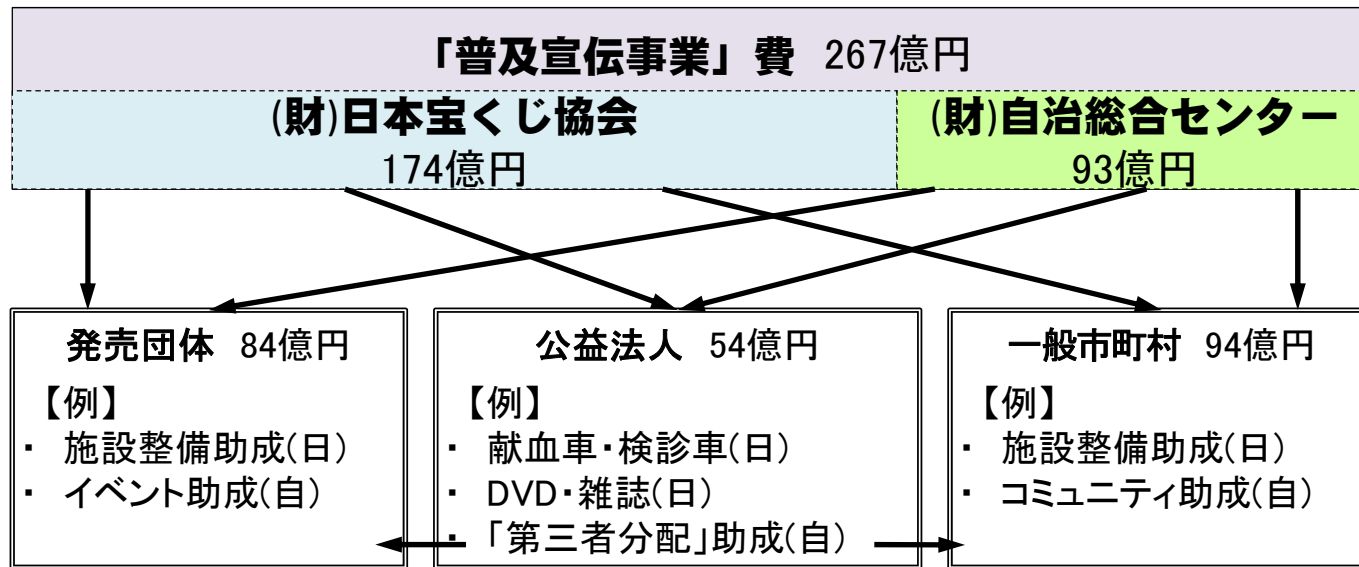 「普及宣伝事業」費 267億円
(財)日本宝くじ協会
174億円
(財)自治総合センター
93億円
発売団体 84億円
【例】
・ 施設整備助成(日)
・ イベント助成(自)
公益法人 54億円
【例】
・ 献血車・検診車(日)
・ DVD・雑誌(日)
・ 「第三者分配」助成(自)
一般市町村 94億円
【例】
・ 施設整備助成(日)
・ コミュニティ助成(自)